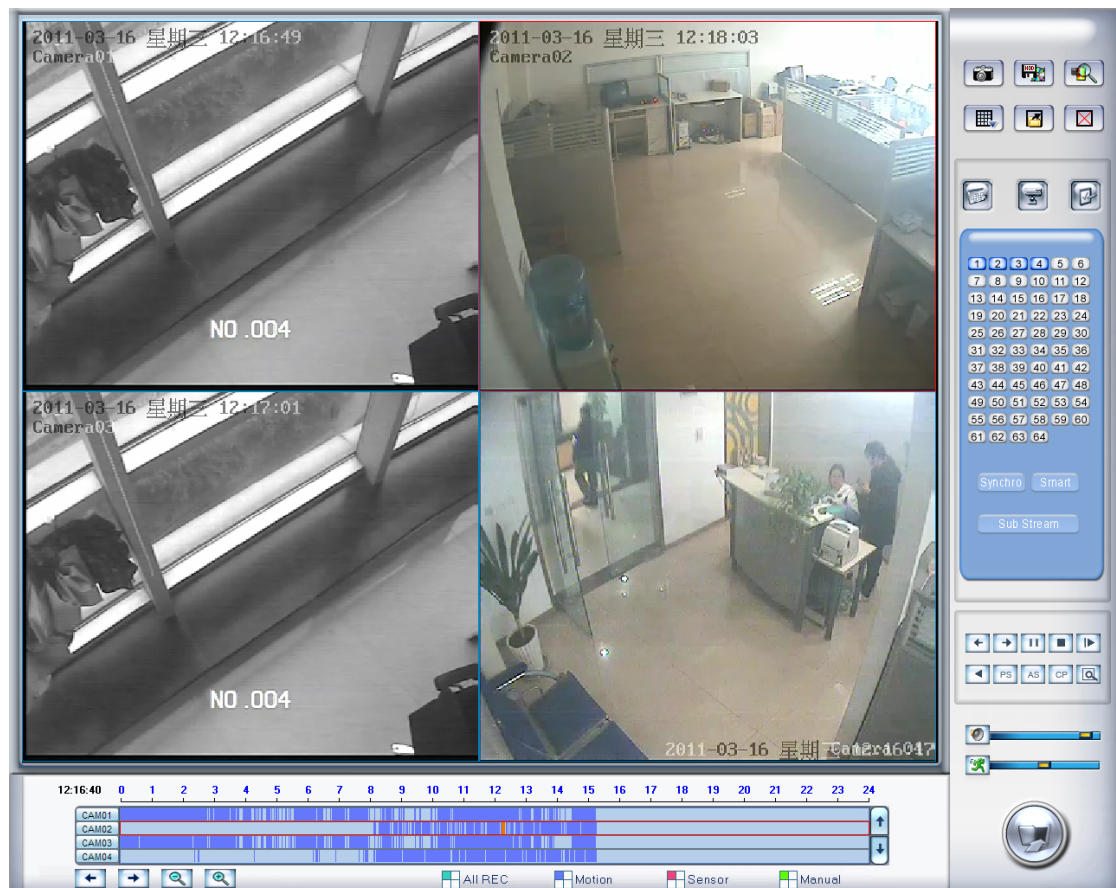 2011-03-16 星期三 12:16:49
Camera01
NO .004
2011-03-16 星期三 12:18:03
Camera02
2011-03-16 星期三 12:17:01
Camera03
NO .004
2011-03-16 星期
1 2 3 4 5 6
7 8 9 10 11 12
13 14 15 16 17 18
19 20 21 22 23 24
25 26 27 28 29 30
31 32 33 34 35 36
37 38 39 40 41 42
43 44 45 46 47 48
49 50 51 52 53 54
55 56 57 58 59 60
61 62 63 64
Synchro Smart
Sub Stream
PS AS CP
12:16:40 0 1 2 3 4 5 6 7 8 9 10 11 12 13 14 15 16 17 18 19 20 21 22 23 24
CAM01
CAM02
CAM03
CAM04
All REC Motion Sensor Manual